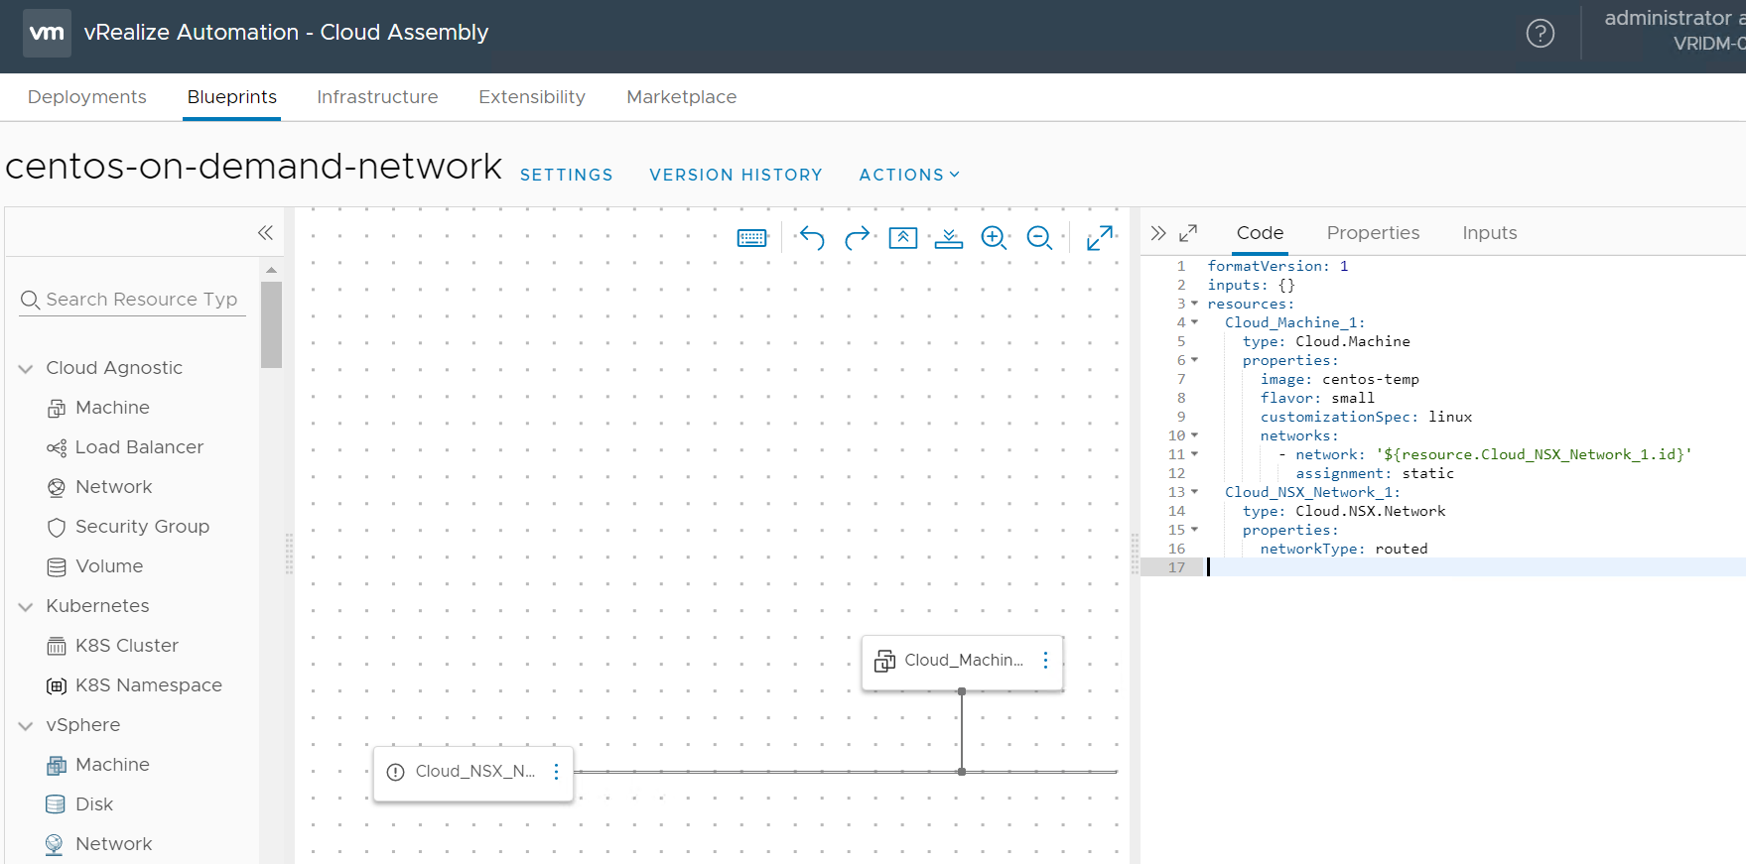 vm vRealize Automation - Cloud Assembly
administrator a
VRIDM-0
Deployments Blueprints Infrastructure Extensibility Marketplace
centos-on-demand-network SETTINGS VERSION HISTORY ACTIONS
Search Resource Typ
Cloud Agnostic
Machine
Load Balancer
Network
Security Group
Volume
Kubernetes
K8S Cluster
K8S Namespace
vSphere
Machine
Disk
Network
Cloud_Machin...
Cloud_NSX_N...
Code Properties Inputs
1 formatVersion: 1
2 inputs: {}
3 resources:
4 Cloud_Machine_1:
5 type: Cloud.Machine
6 properties:
7 image: centos-temp
8 flavor: small
9 customizationSpec: linux
10 networks:
11 - network: '${resource.Cloud_NSX_Network_1.id}'
12 assignment: static
13 Cloud_NSX_Network_1:
14 type: Cloud.NSX.Network
15 properties:
16 networkType: routed
17